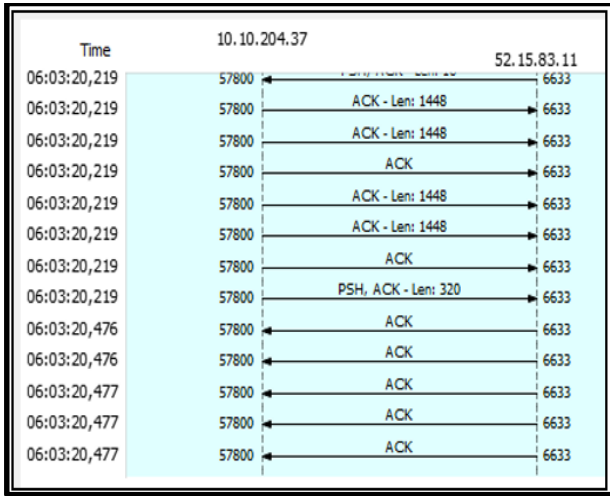 Time 10.10.204.37 52.15.83.11
06:03:20,219 57800 6633
06:03:20,219 57800 ACK - Len: 1448 6633
06:03:20,219 57800 ACK - Len: 1448 6633
06:03:20,219 57800 ACK 6633
06:03:20,219 57800 ACK - Len: 1448 6633
06:03:20,219 57800 ACK - Len: 1448 6633
06:03:20,219 57800 ACK 6633
06:03:20,219 57800 PSH, ACK - Len: 320 6633
06:03:20,476 57800 ACK 6633
06:03:20,476 57800 ACK 6633
06:03:20,477 57800 ACK 6633
06:03:20,477 57800 ACK 6633
06:03:20,477 57800 ACK 6633